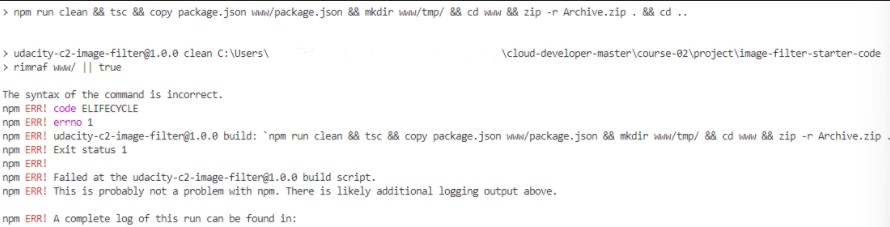 > npm run clean && tsc && copy package.json www/package.json && mkdir www/tmp/ && cd www && zip -r Archive.zip . && cd ..
> udacity-c2-image-filter@1.0.0 clean C:\Users\ \cloud-developer-master\course-02\project\image-filter-starter-code
> rimraf www/ || true
The syntax of the command is incorrect.
npm ERR! code ELIFECYCLE
npm ERR! errno 1
npm ERR! udacity-c2-image-filter@1.0.0 build: `npm run clean && tsc && copy package.json www/package.json && mkdir www/tmp/ && cd www && zip -r Archive.zip .
npm ERR! Exit status 1
npm ERR!
npm ERR! Failed at the udacity-c2-image-filter@1.0.0 build script.
npm ERR! This is probably not a problem with npm. There is likely additional logging output above.
npm ERR! A complete log of this run can be found in: